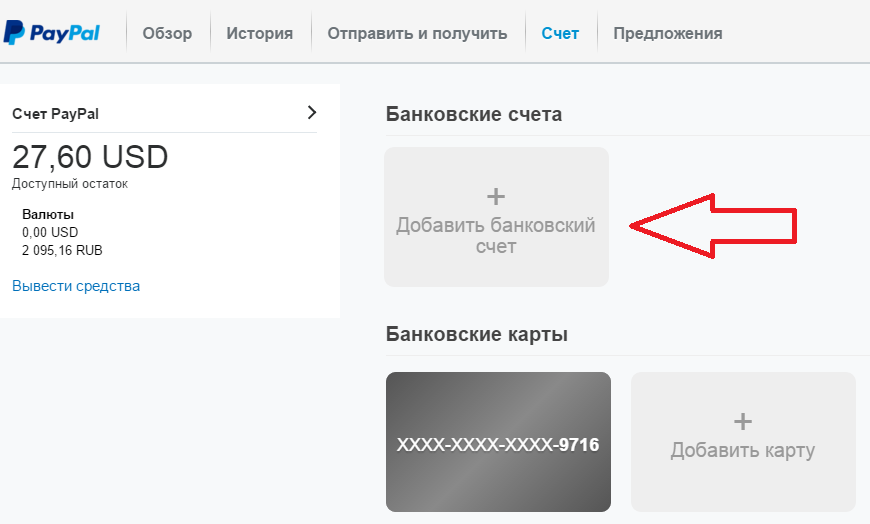 PayPal
Обзор
История
Отправить и получить
Счет
Предложения
Счет PayPal
27,60 USD
Доступный остаток
Валюты
0,00 USD
2 095,16 RUB
Вывести средства
Банковские счета
+
Добавить банковский
счет
Банковские карты
XXXX-XXXX-XXXX-9716
+
Добавить карту